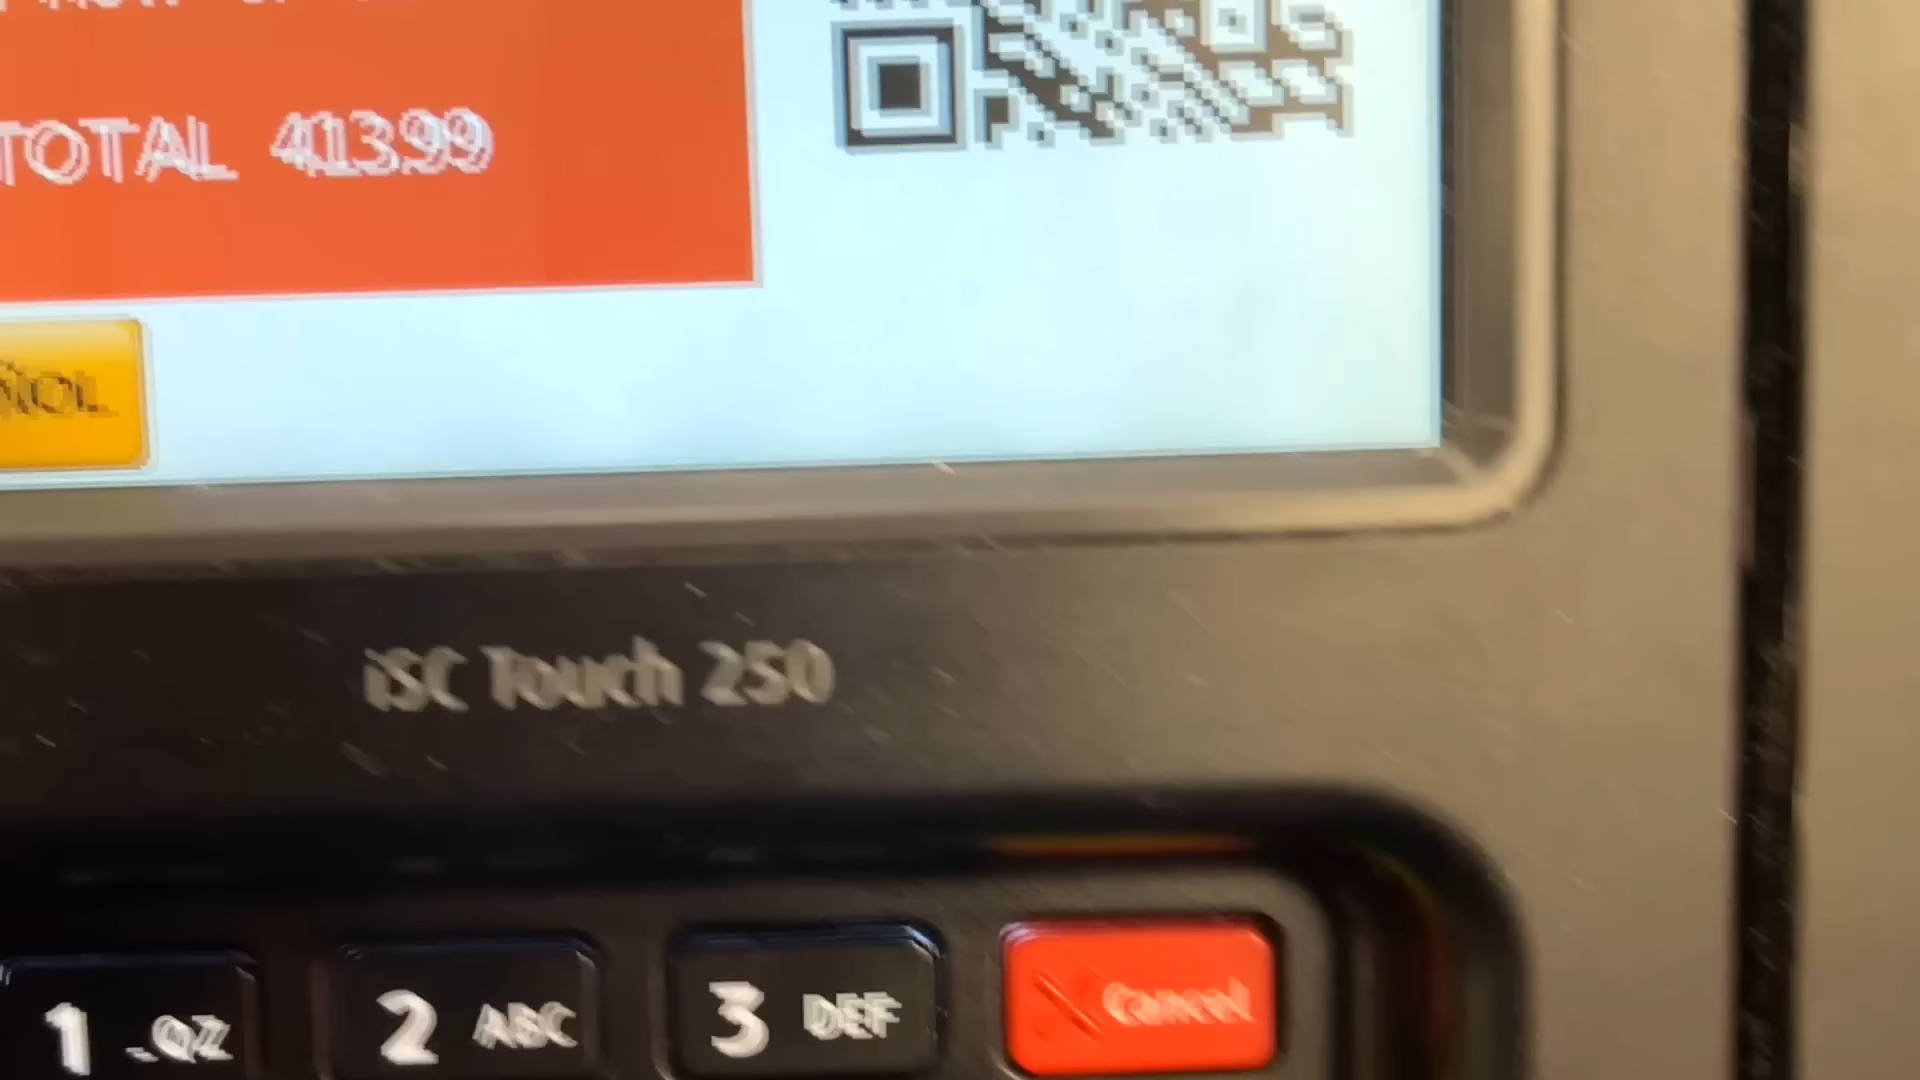 TOTAL 413.99
iSC Touch 250
1 _QZ
2 ABC
3 DEF
Cancel